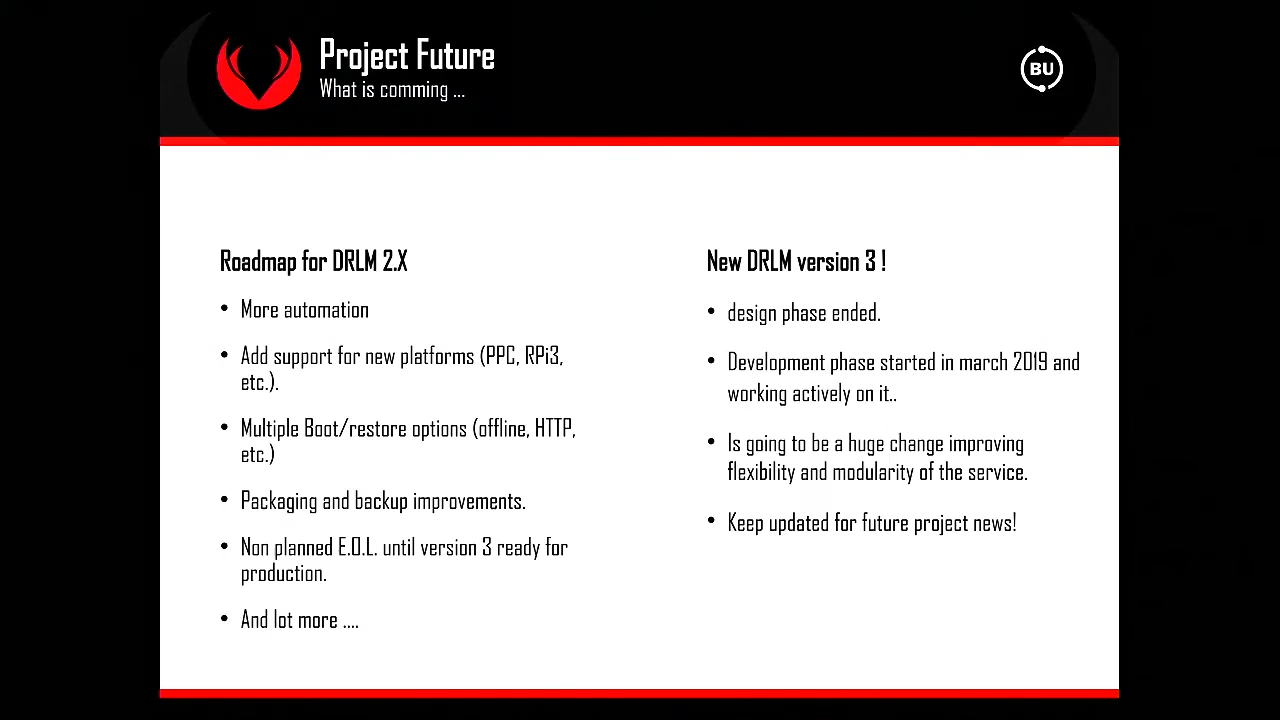 Project Future
What is comming ...
BU
Roadmap for DRLM 2.X
• More automation
• Add support for new platforms (PPC, RPi3,
etc.).
• Multiple Boot/restore options (offline, HTTP,
etc.)
• Packaging and backup improvements.
• Non planned E.O.L. until version 3 ready for
production.
• And lot more ....
New DRLM version 3 !
• design phase ended.
• Development phase started in march 2019 and
working actively on it..
• Is going to be a huge change improving
flexibility and modularity of the service.
• Keep updated for future project news!